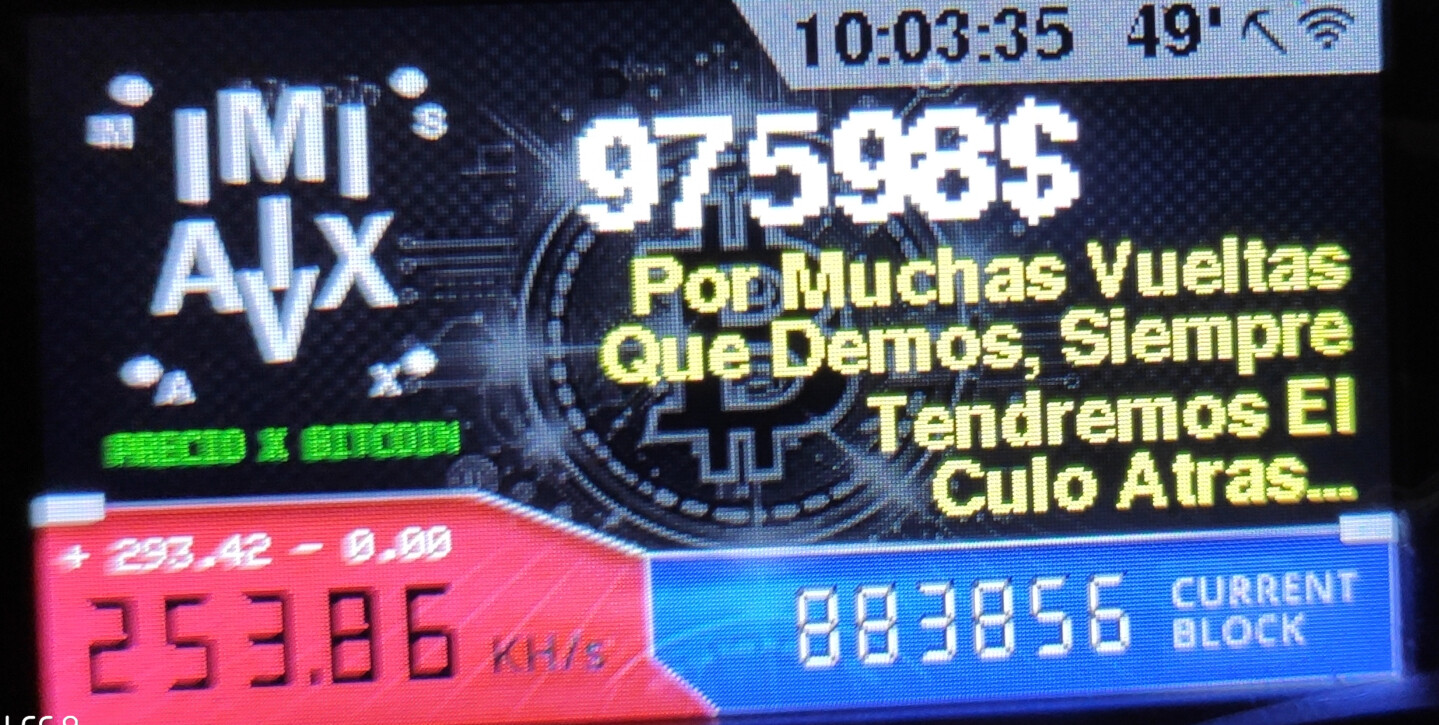 10:03:35 49'
IMI
M S
AVX
A X
97598$
Por Muchas Vueltas
Que Demos, Siempre
Tendremos El
Culo Atras...
PRECIO X BITCOIN
+ 293.42 - 0.00
253.86 KH/s
883856 CURRENT
BLOCK